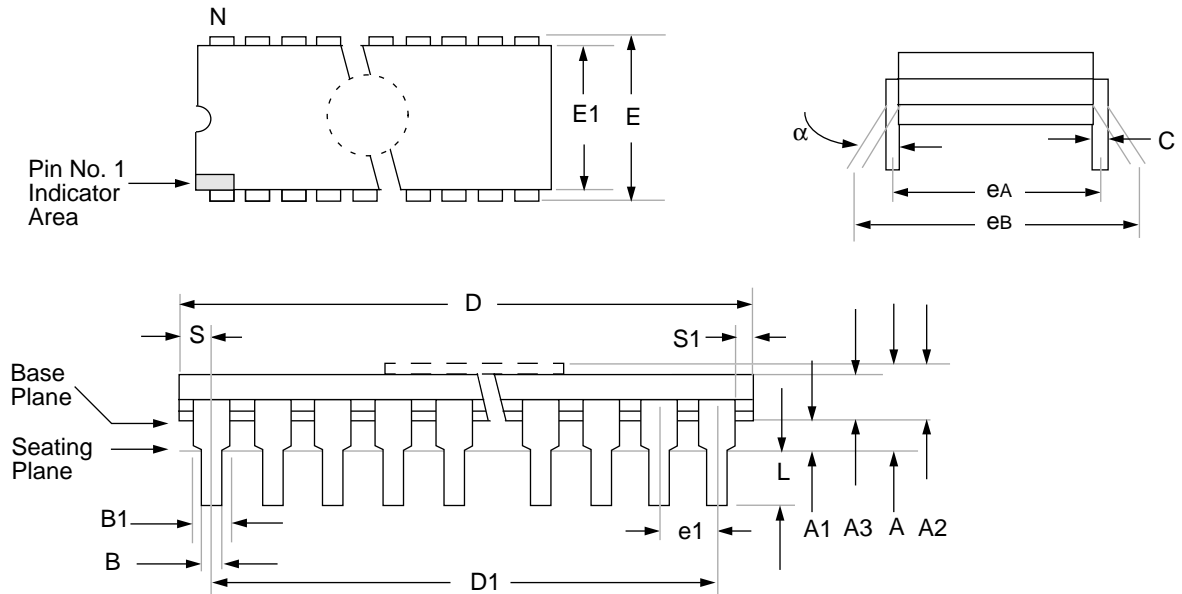 N
E1
E
α
C
Pin No. 1
Indicator
Area
eA
eB
D
S
S1
Base
Plane
Seating
Plane
L
B1
e1
A1
A3
A
A2
B
D1